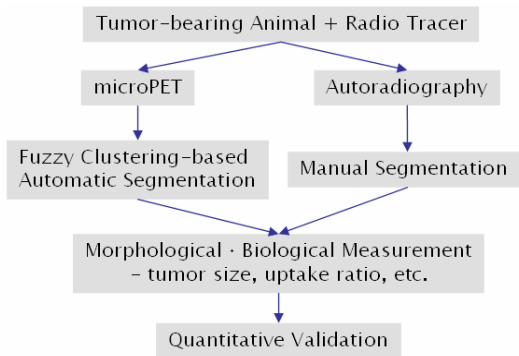 Tumor-bearing Animal + Radio Tracer
microPET
Autoradiography
Fuzzy Clustering-based
Automatic Segmentation
Manual Segmentation
Morphological · Biological Measurement
- tumor size, uptake ratio, etc.
Quantitative Validation